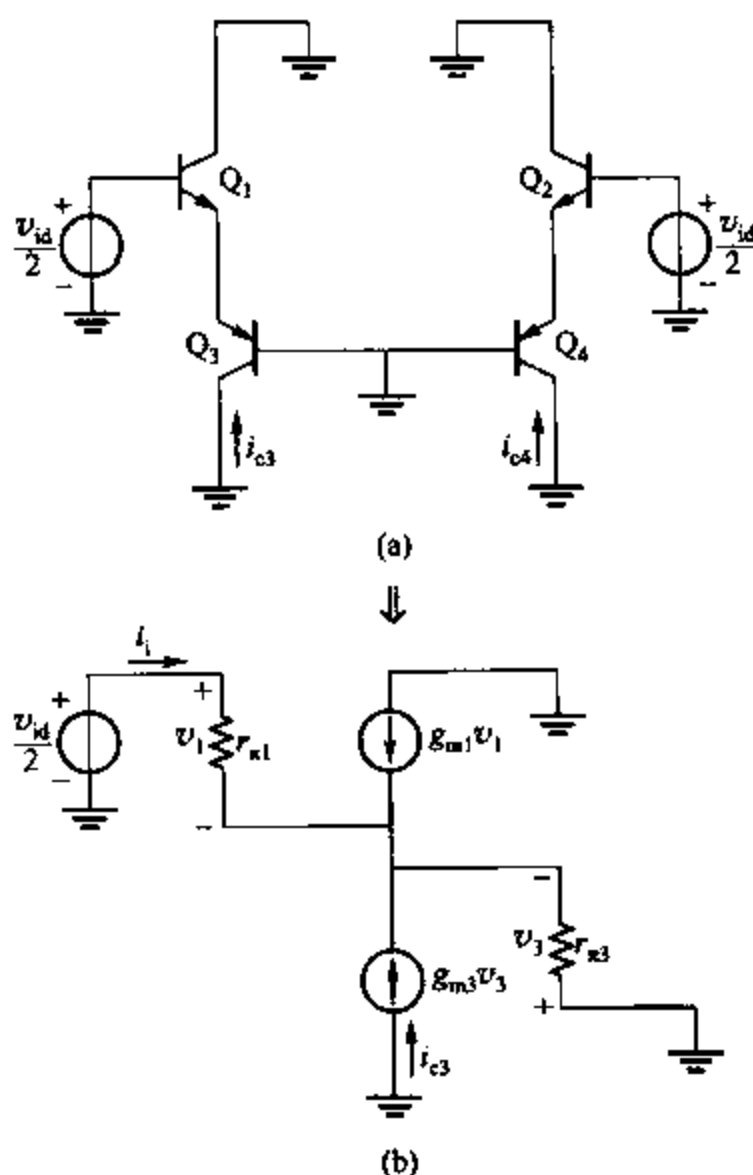 Q₁
Q₂
+
v_id/2
−
+
v_id/2
−
Q₃
Q₄
i_c3
i_c4
(a)
⇓
i_i
+
v_id/2
−
+
v₁
r_π1
−
g_m1v₁
−
v₃
r_π3
+
g_m3v₃
i_c3
(b)